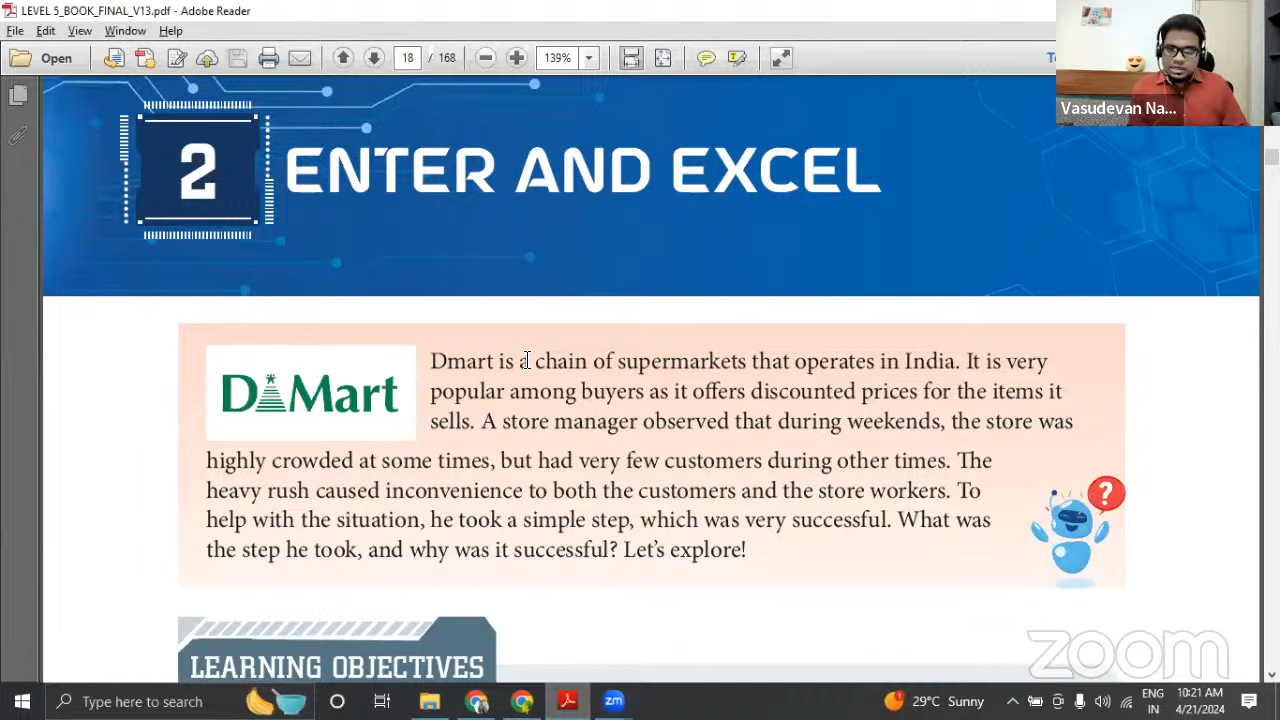 LEVEL 5_BOOK_FINAL_V13.pdf - Adobe Reader
File Edit View Window Help
Open 18 / 168 139%
Vasudevan Na...
2 ENTER AND EXCEL
D Mart
Dmart is a chain of supermarkets that operates in India. It is very
popular among buyers as it offers discounted prices for the items it
sells. A store manager observed that during weekends, the store was
highly crowded at some times, but had very few customers during other times. The
heavy rush caused inconvenience to both the customers and the store workers. To
help with the situation, he took a simple step, which was very successful. What was
the step he took, and why was it successful? Let's explore!
?
LEARNING OBJECTIVES
zoom
Type here to search
zm
1
29°C Sunny
ENG
IN
10:21 AM
4/21/2024